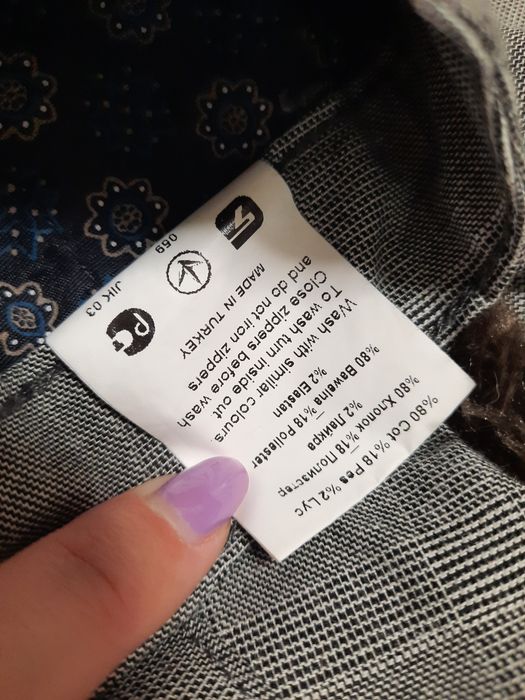 %80 Cot %18 Pes %2 Lyc
%80 Хлопок %18 Полиэстер
%2 Лайкра
%80 Bawelna %18 Poliester
%2 Elastan
Wash with similar colours
To wash turn inside out
Close zippers before wash
and do not iron zippers
MADE IN TURKEY
059
JIK 03